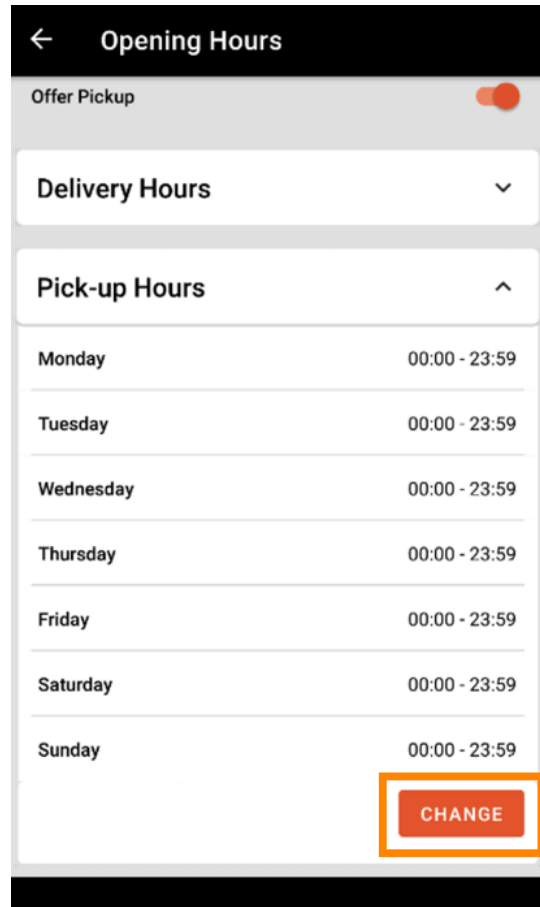 Opening Hours
Offer Pickup
Delivery Hours
Pick-up Hours
Monday 00:00 - 23:59
Tuesday 00:00 - 23:59
Wednesday 00:00 - 23:59
Thursday 00:00 - 23:59
Friday 00:00 - 23:59
Saturday 00:00 - 23:59
Sunday 00:00 - 23:59
CHANGE